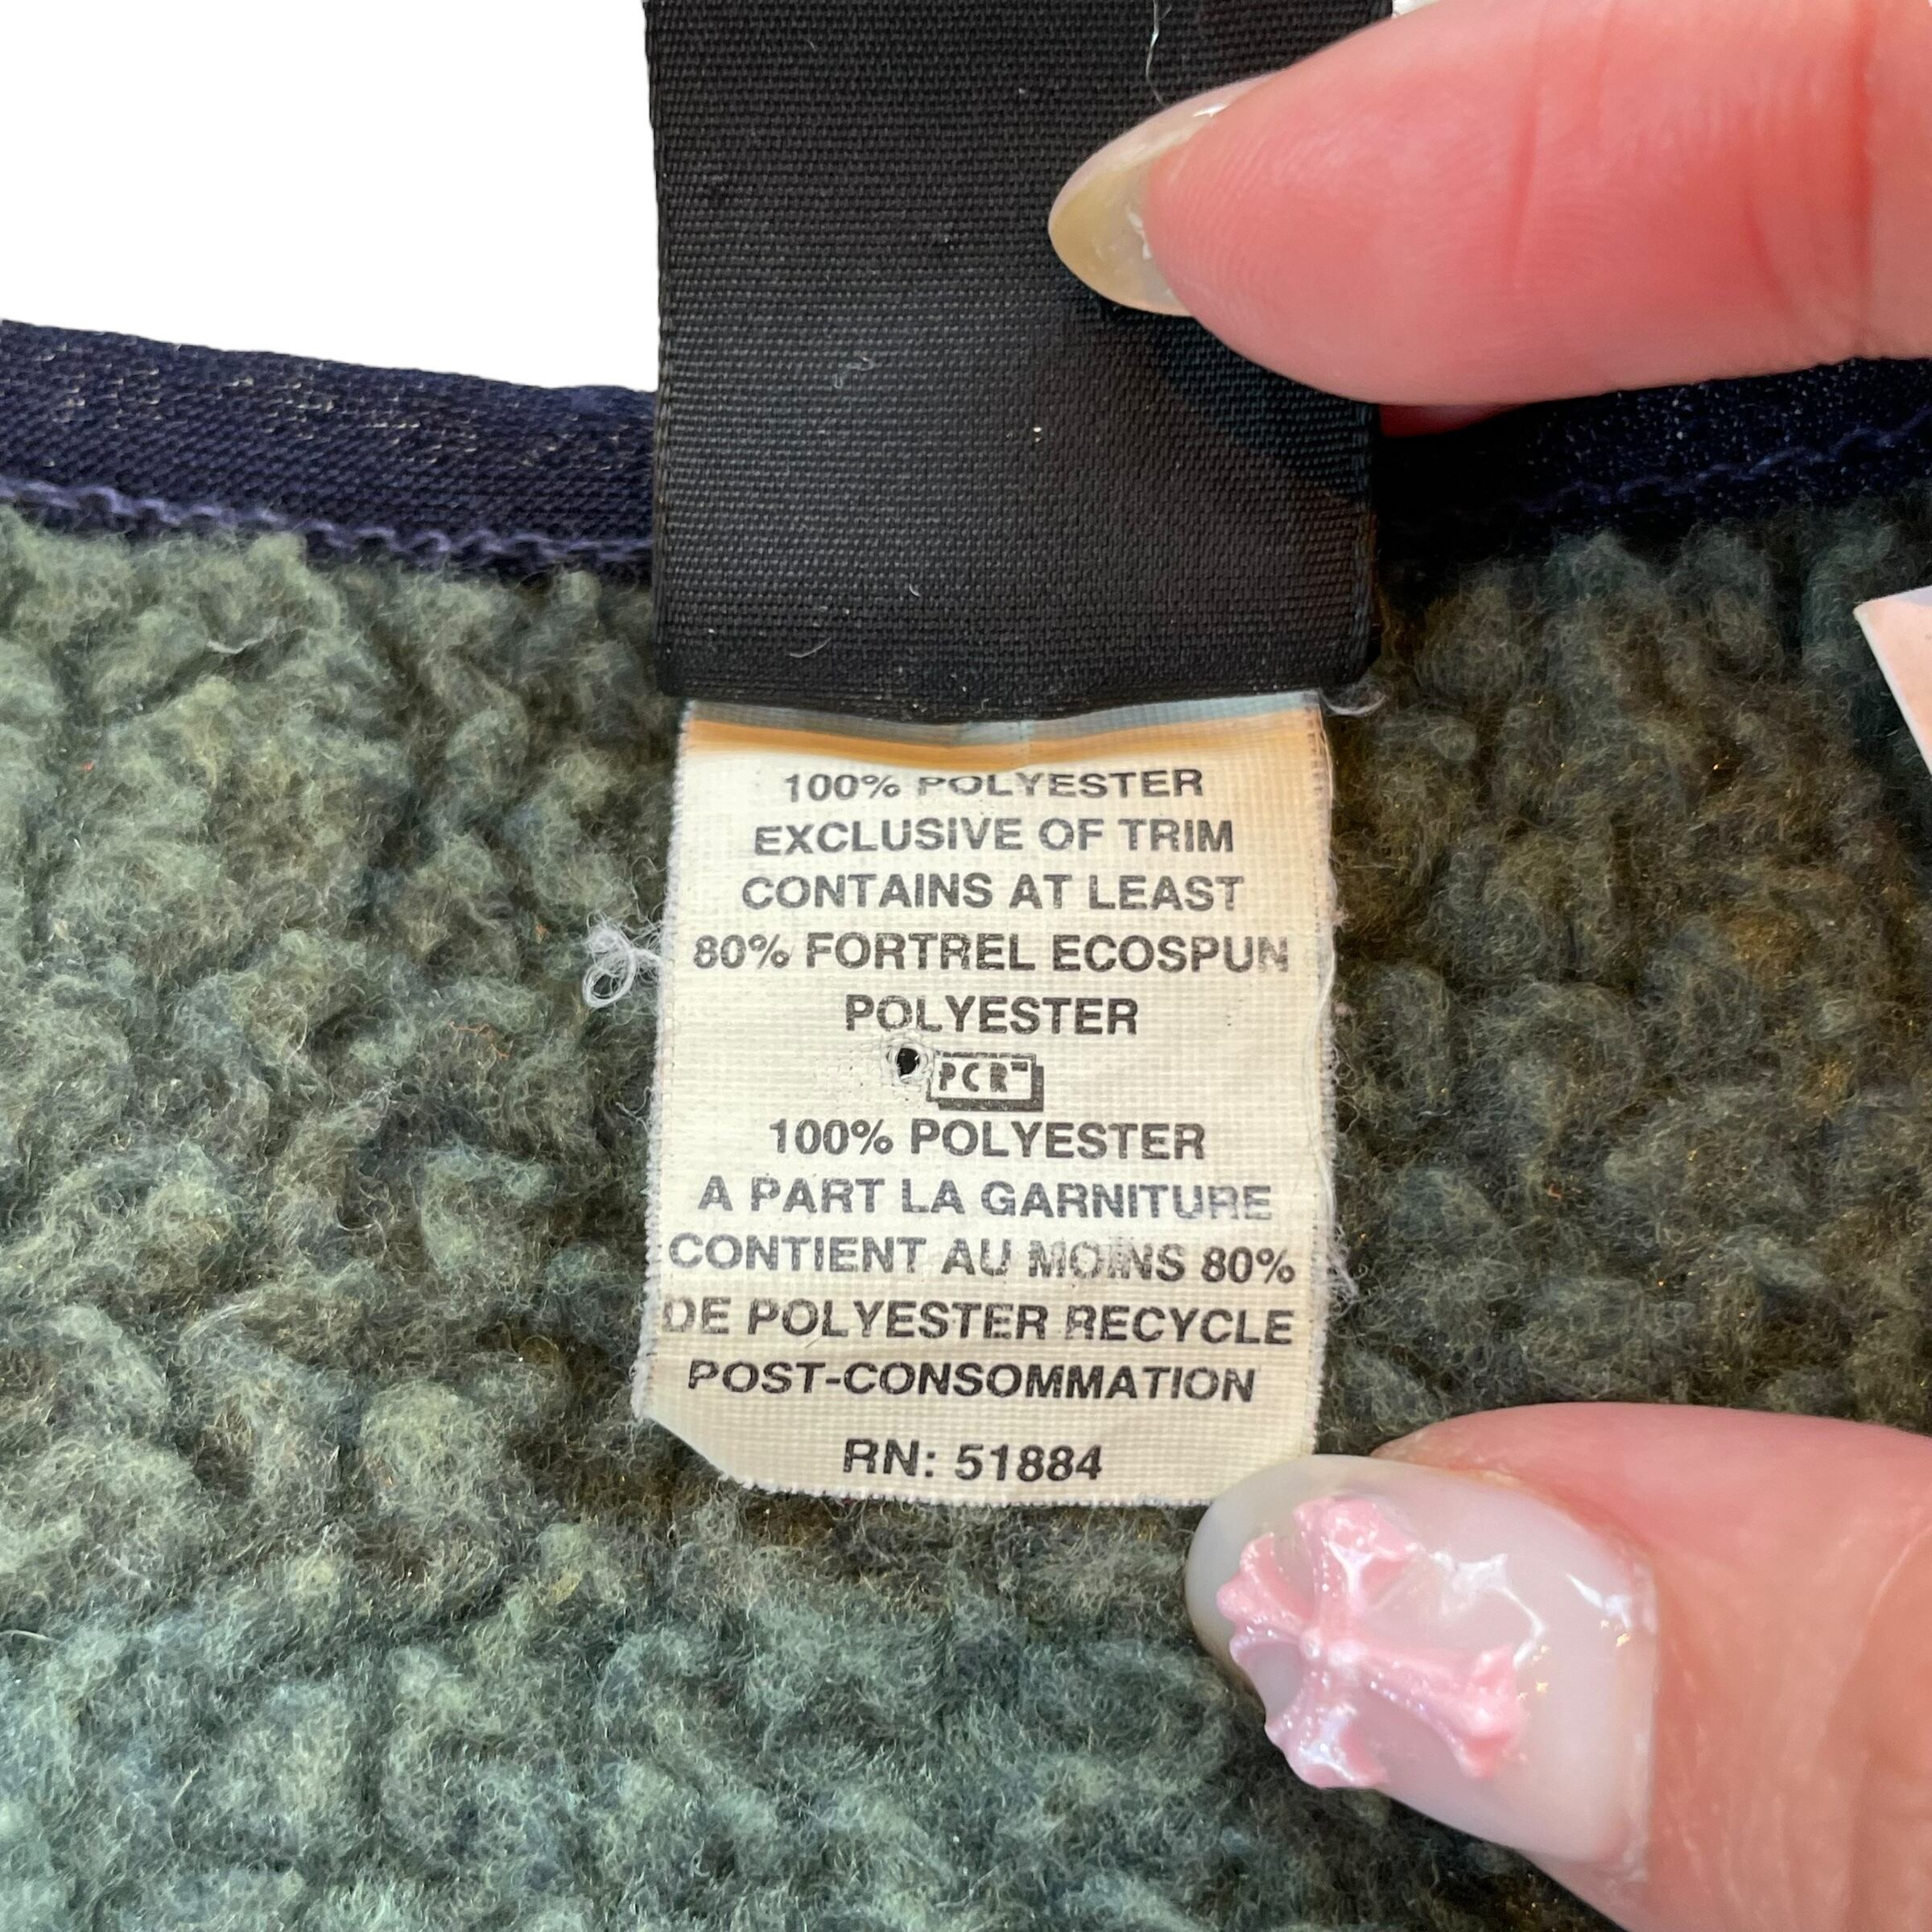 100% POLYESTER
EXCLUSIVE OF TRIM
CONTAINS AT LEAST
80% FORTREL ECOSPUN
POLYESTER
PCR™
100% POLYESTER
A PART LA GARNITURE
CONTIENT AU MOINS 80%
DE POLYESTER RECYCLE
POST-CONSOMMATION
RN: 51884